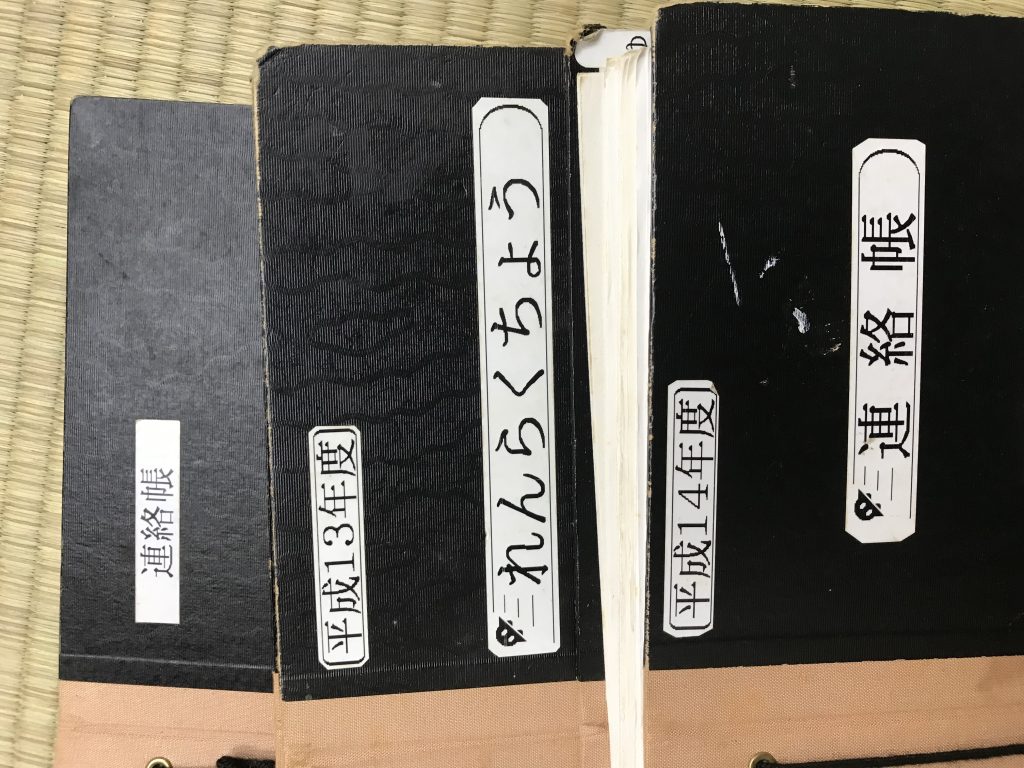 連絡帳
平成13年度
れんらくちょう
平成14年度
連絡帳